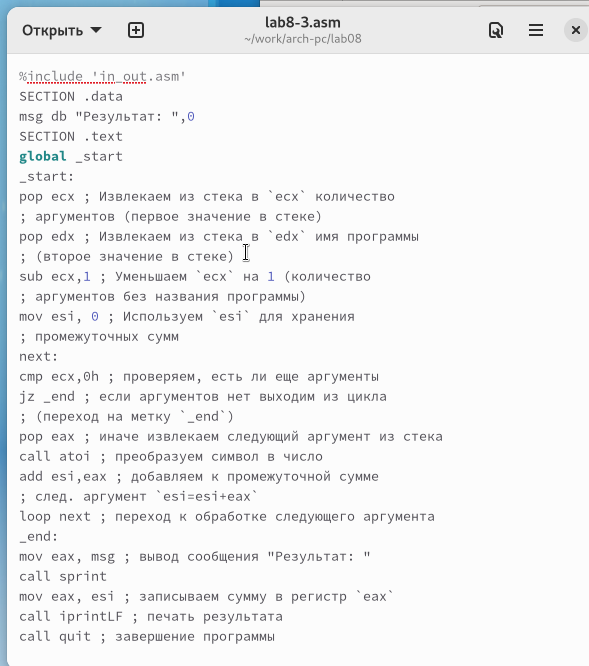 Открыть
lab8-3.asm
~/work/arch-pc/lab08
%include 'in_out.asm'
SECTION .data
msg db "Результат: ",0
SECTION .text
global _start
_start:
pop ecx ; Извлекаем из стека в `ecx` количество
; аргументов (первое значение в стеке)
pop edx ; Извлекаем из стека в `edx` имя программы
; (второе значение в стеке)
sub ecx,1 ; Уменьшаем `ecx` на 1 (количество
; аргументов без названия программы)
mov esi, 0 ; Используем `esi` для хранения
; промежуточных сумм
next:
cmp ecx,0h ; проверяем, есть ли еще аргументы
jz _end ; если аргументов нет выходим из цикла
; (переход на метку `_end`)
pop eax ; иначе извлекаем следующий аргумент из стека
call atoi ; преобразуем символ в число
add esi,eax ; добавляем к промежуточной сумме
; след. аргумент `esi=esi+eax`
loop next ; переход к обработке следующего аргумента
_end:
mov eax, msg ; вывод сообщения "Результат: "
call sprint
mov eax, esi ; записываем сумму в регистр `eax`
call iprintLF ; печать результата
call quit ; завершение программы